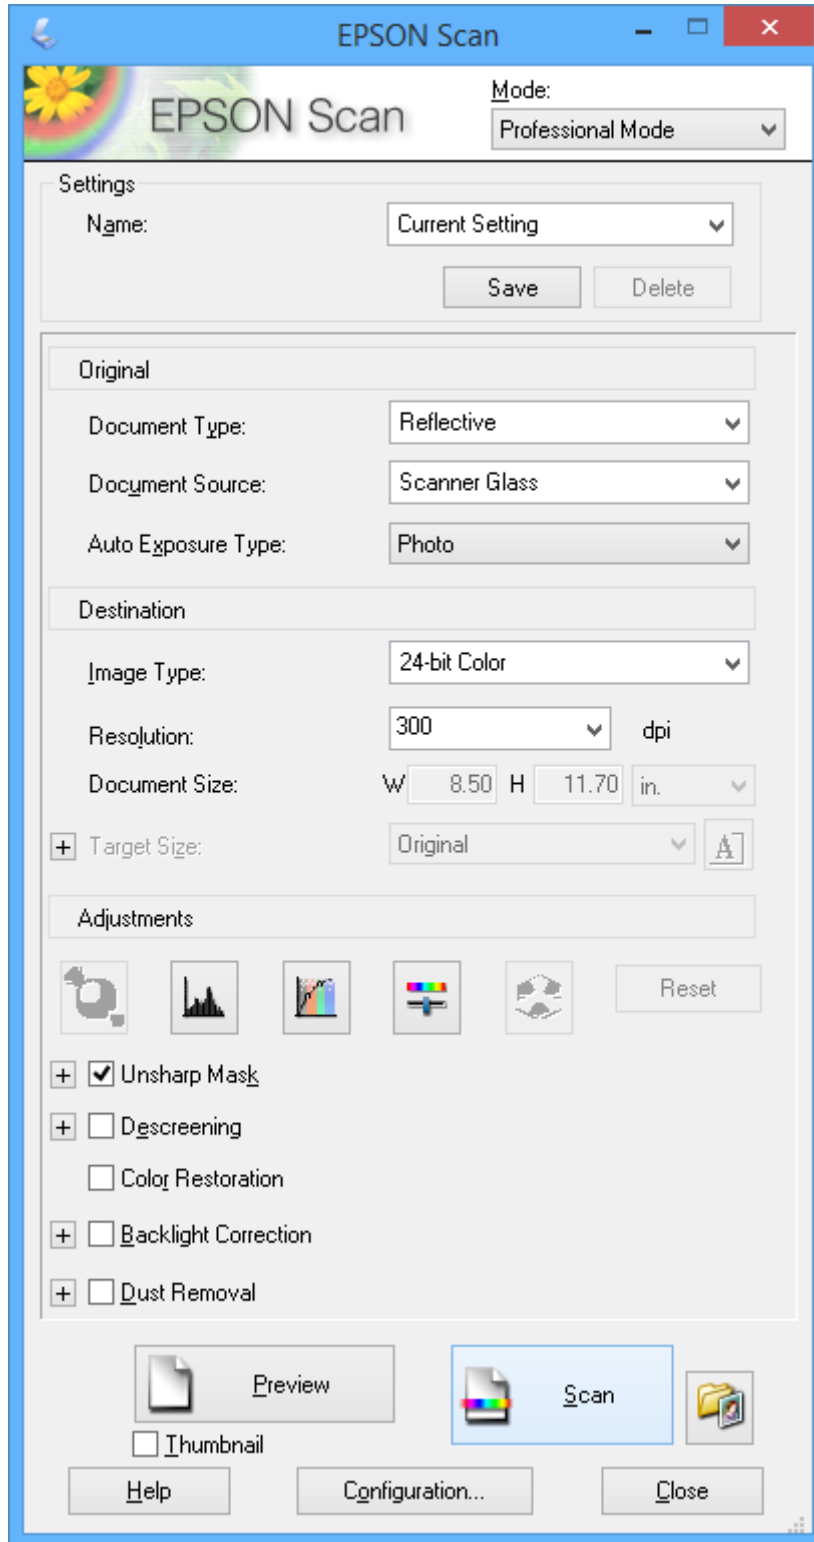 EPSON Scan
EPSON Scan
Mode:
Professional Mode
Settings
Name: Current Setting
Save Delete
Original
Document Type: Reflective
Document Source: Scanner Glass
Auto Exposure Type: Photo
Destination
Image Type: 24-bit Color
Resolution: 300 dpi
Document Size: W 8.50 H 11.70 in.
+ Target Size: Original A
Adjustments
Reset
+ Unsharp Mask
+ Descreening
Color Restoration
+ Backlight Correction
+ Dust Removal
Preview Scan
Thumbnail
Help Configuration... Close